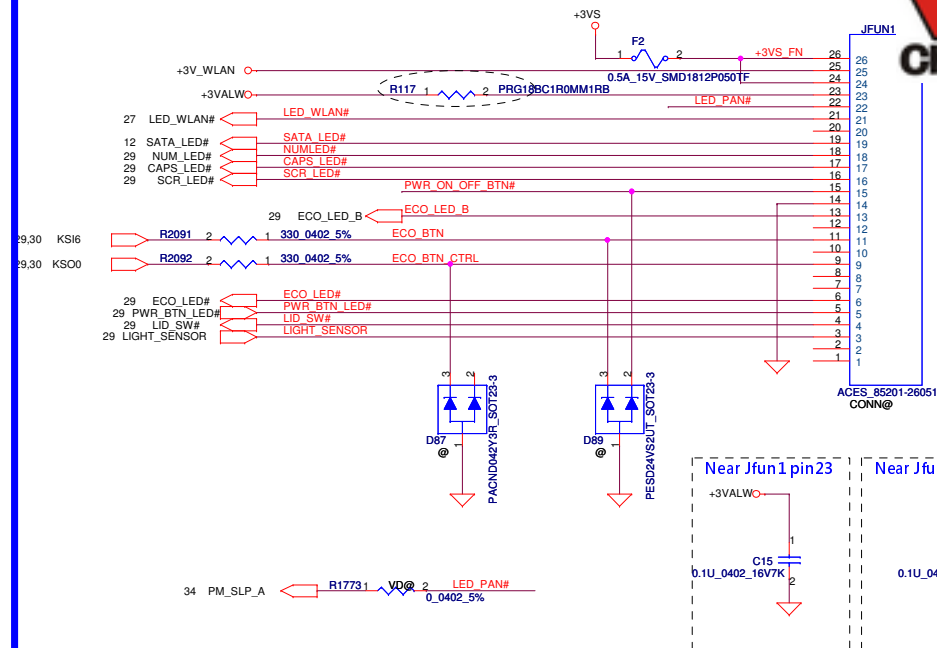 +3VS
JFUN1
F2
1 2 +3VS_FN 26 26
+3V_WLAN 25 25
0.5A_15V_SMD1812P050TF 24 24
+3VALW R117 1 2 PRG18BC1R0MM1RB 23 23
LED_PAN# 22 22
27 LED_WLAN# LED_WLAN# 21 21
20 20
12 SATA_LED# SATA_LED# 19 19
29 NUM_LED# NUMLED# 18 18
29 CAPS_LED# CAPS_LED# 17 17
29 SCR_LED# SCR_LED# 16 16
PWR_ON_OFF_BTN# 15 15
14 14
29 ECO_LED_B ECO_LED_B 13 13
12 12
29,30 KSI6 R2091 2 1 330_0402_5% ECO_BTN 11 11
10 10
29,30 KSO0 R2092 2 1 330_0402_5% ECO_BTN_CTRL 9 9
8 8
7 7
29 ECO_LED# ECO_LED# 6 6
29 PWR_BTN_LED# PWR_BTN_LED# 5 5
29 LID_SW# LID_SW# 4 4
29 LIGHT_SENSOR LIGHT_SENSOR 3 3
2 2
1 1
ACES_85201-26051
CONN@
3 2
D87
@
1
PACND042Y3R_SOT23-3
3 2
D89
@
1
PESD24VS2UT_SOT23-3
Near Jfun1 pin23
+3VALW
1
C15
0.1U_0402_16V7K
2
Near Jfu
0.1U_04
34 PM_SLP_A R1773 1 VD@ 2 LED_PAN#
0_0402_5%